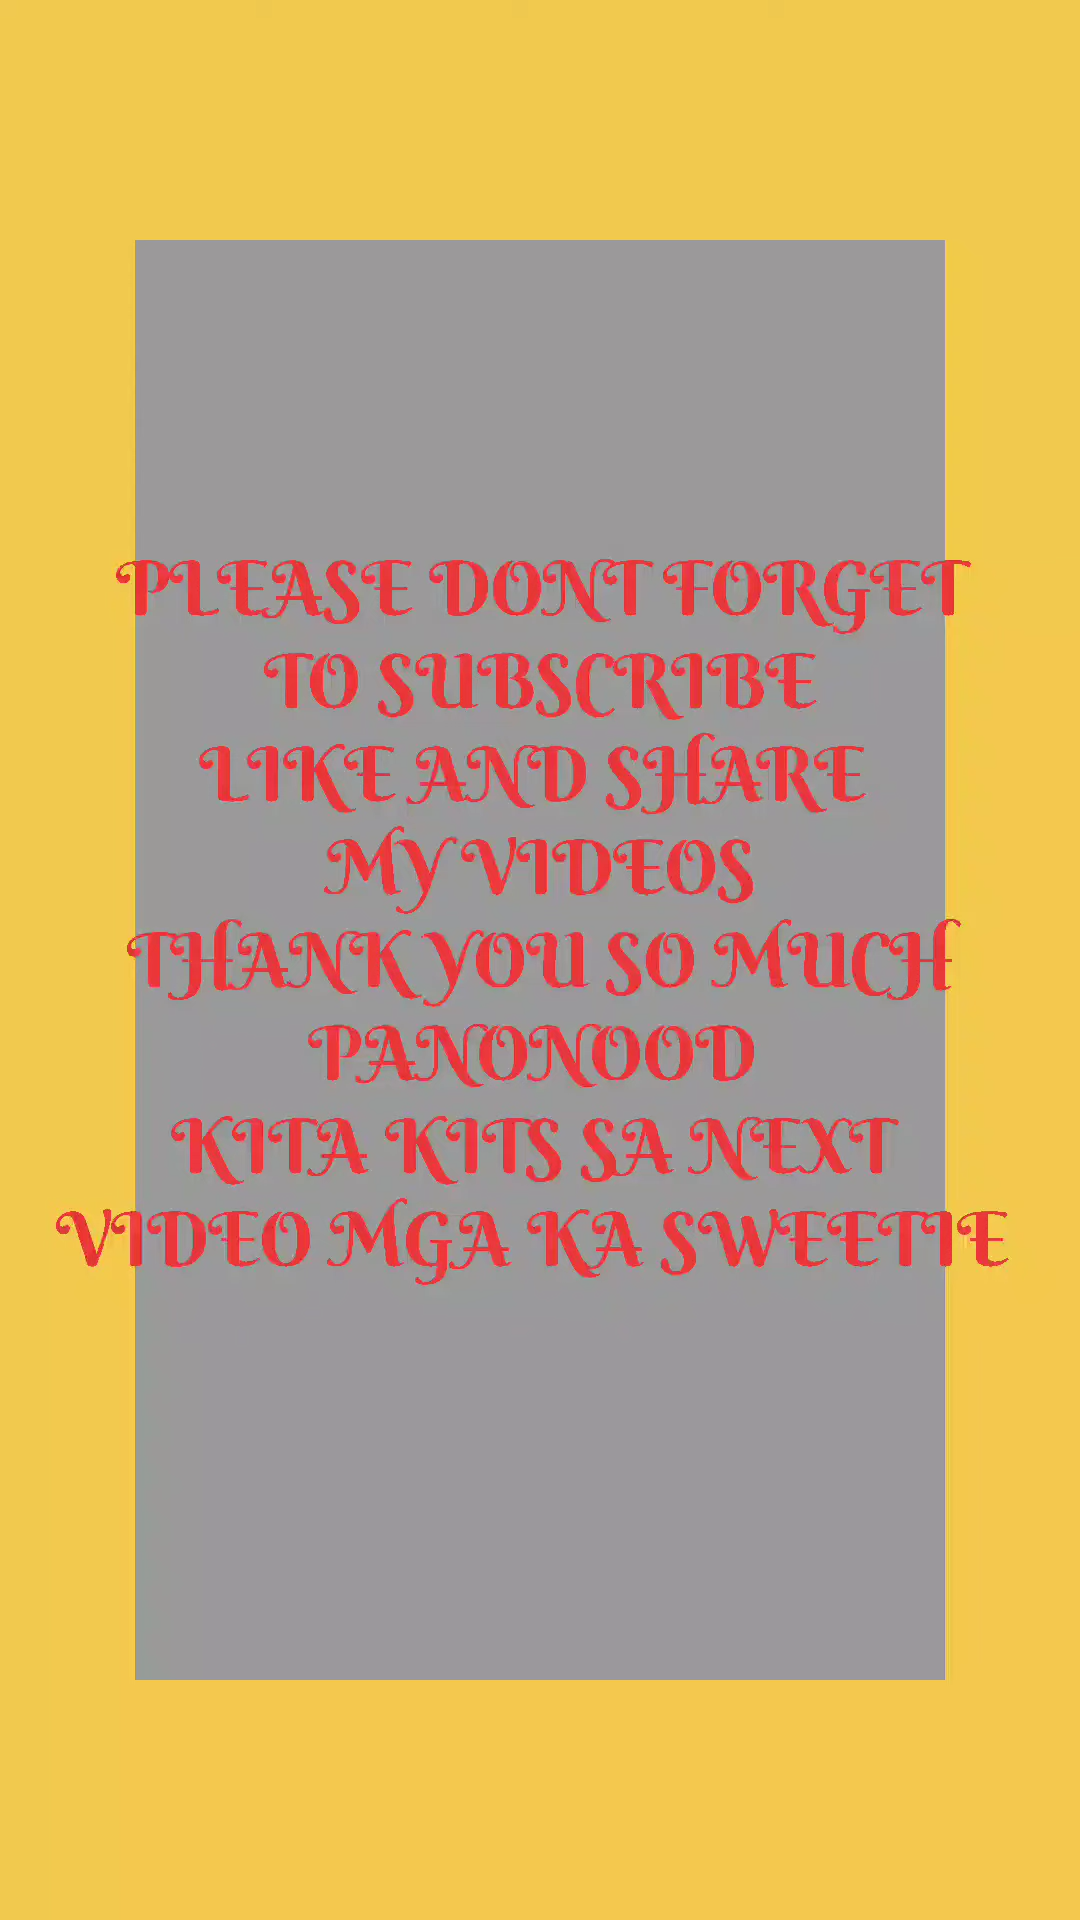 PLEASE DONT FORGET
TO SUBSCRIBE
LIKE AND SHARE
MY VIDEOS
THANK YOU SO MUCH
PANONOOD
KITA KITS SA NEXT
VIDEO MGA KA SWEETIE